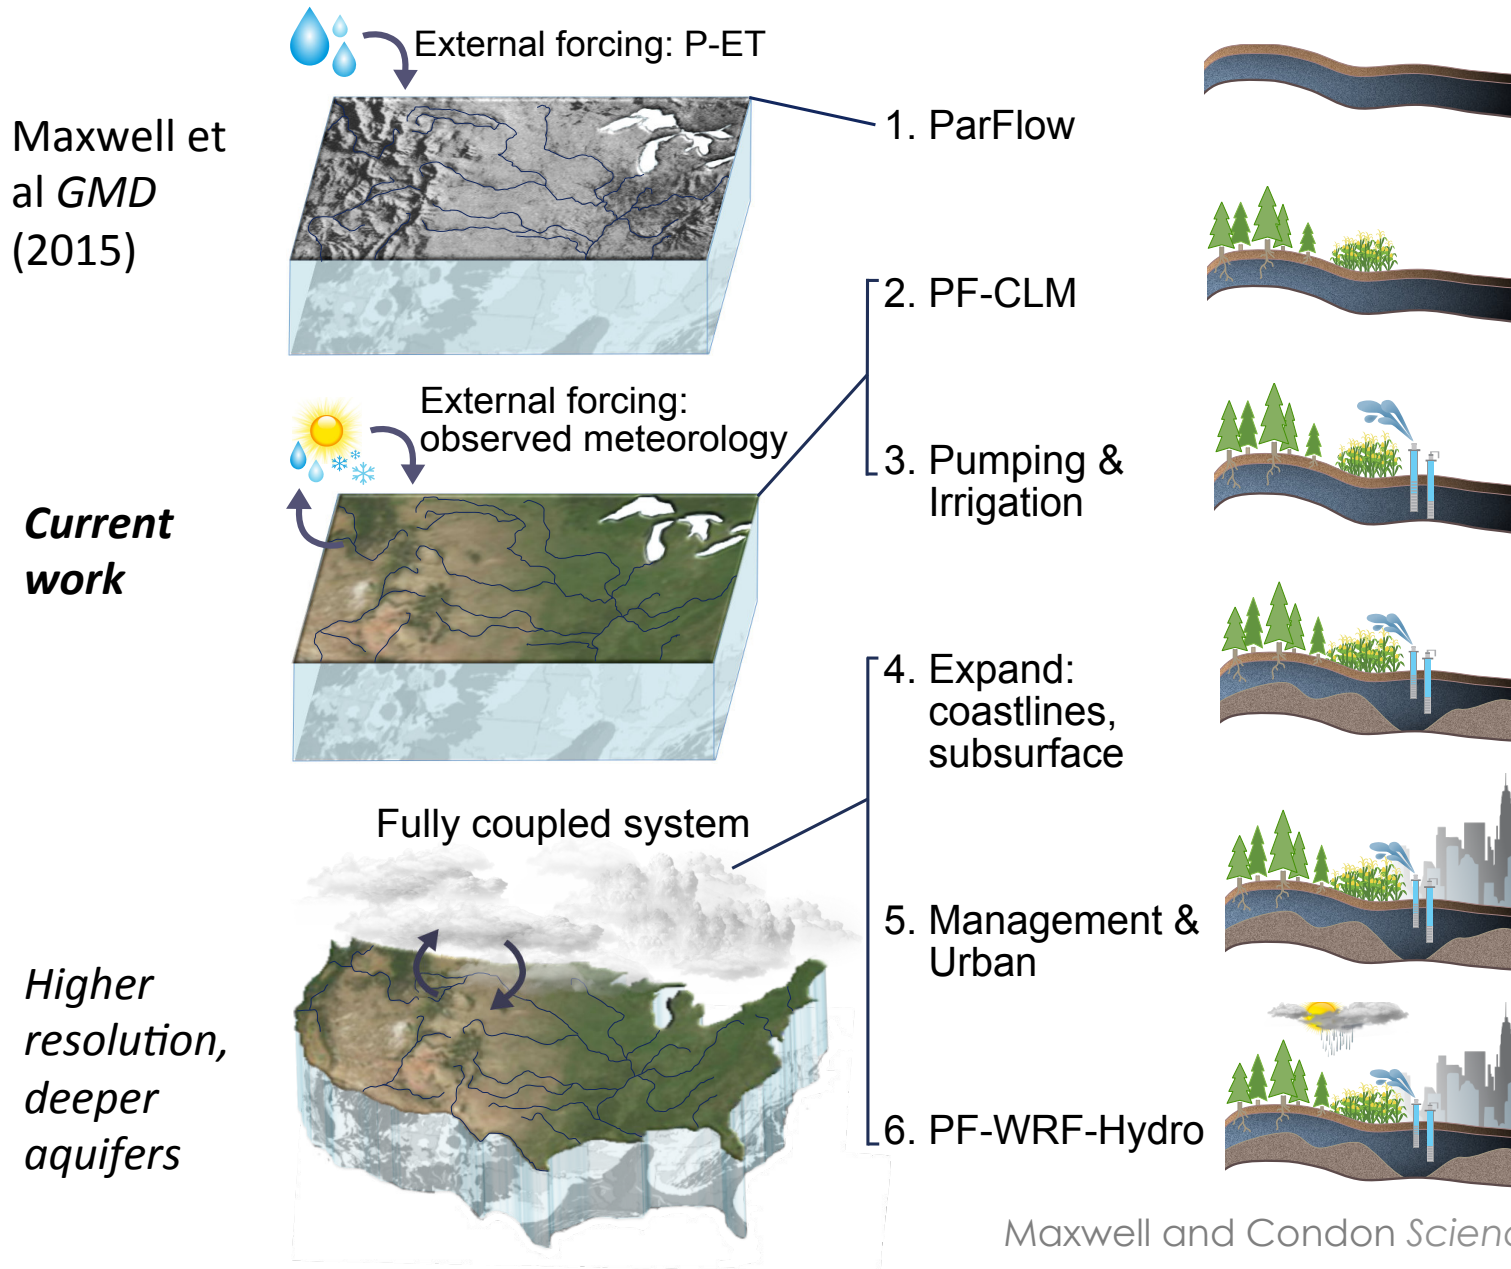 External forcing: P-ET
Maxwell et
al GMD
(2015)
1. ParFlow
2. PF-CLM
External forcing:
observed meteorology
3. Pumping &
Irrigation
Current
work
4. Expand:
coastlines,
subsurface
Fully coupled system
5. Management &
Urban
Higher
resolution,
deeper
aquifers
6. PF-WRF-Hydro
Maxwell and Condon Scienc